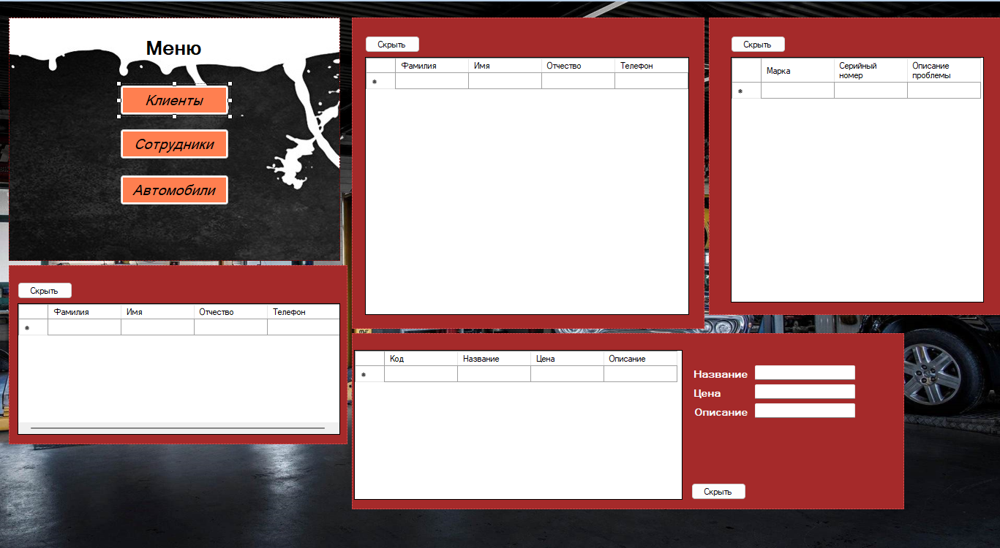 Меню
Клиенты
Сотрудники
Автомобили
Скрыть
Фамилия Имя Отчество Телефон
Скрыть
Марка Серийный номер Описание проблемы
Скрыть
Фамилия Имя Отчество Телефон
Код Название Цена Описание
Название
Цена
Описание
Скрыть